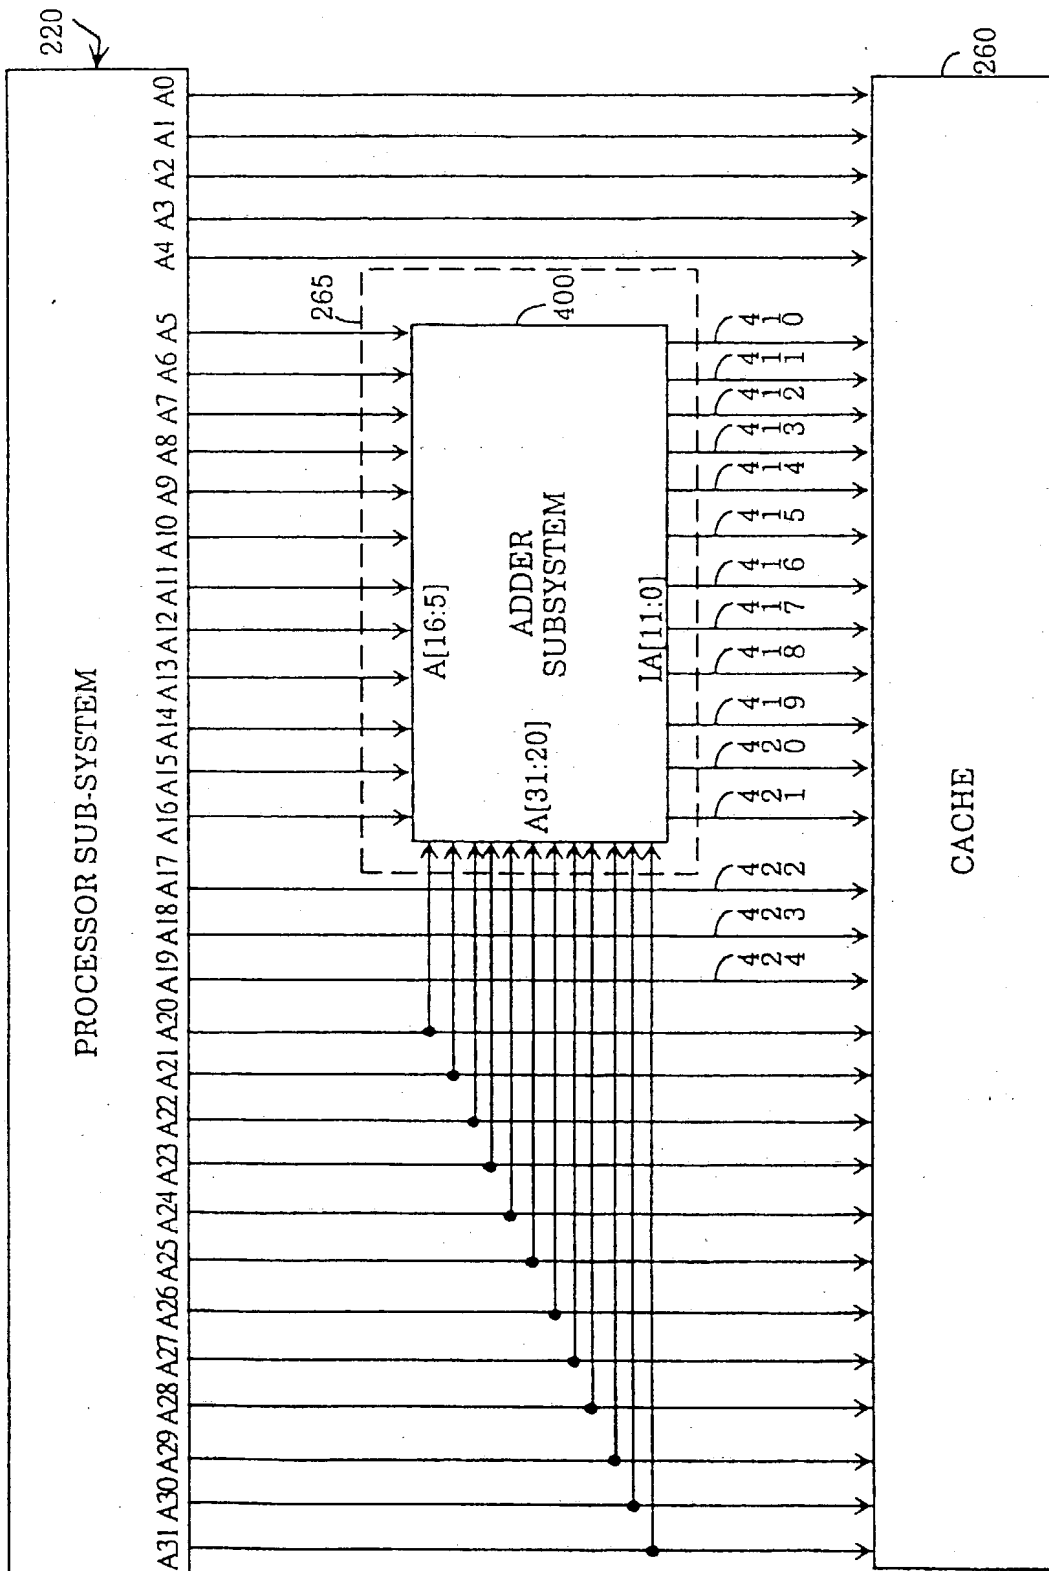 220
PROCESSOR SUB-SYSTEM
A31 A30 A29 A28 A27 A26 A25 A24 A23 A22 A21 A20 A19 A18 A17 A16 A15 A14 A13 A12 A11 A10 A9 A8 A7 A6 A5 A4 A3 A2 A1 A0
265
A[16:5]
400
A[31:20]
ADDER
SUBSYSTEM
IA[11:0]
424 423 422 421 420 419 418 417 416 415 414 413 412 411 410
CACHE
260